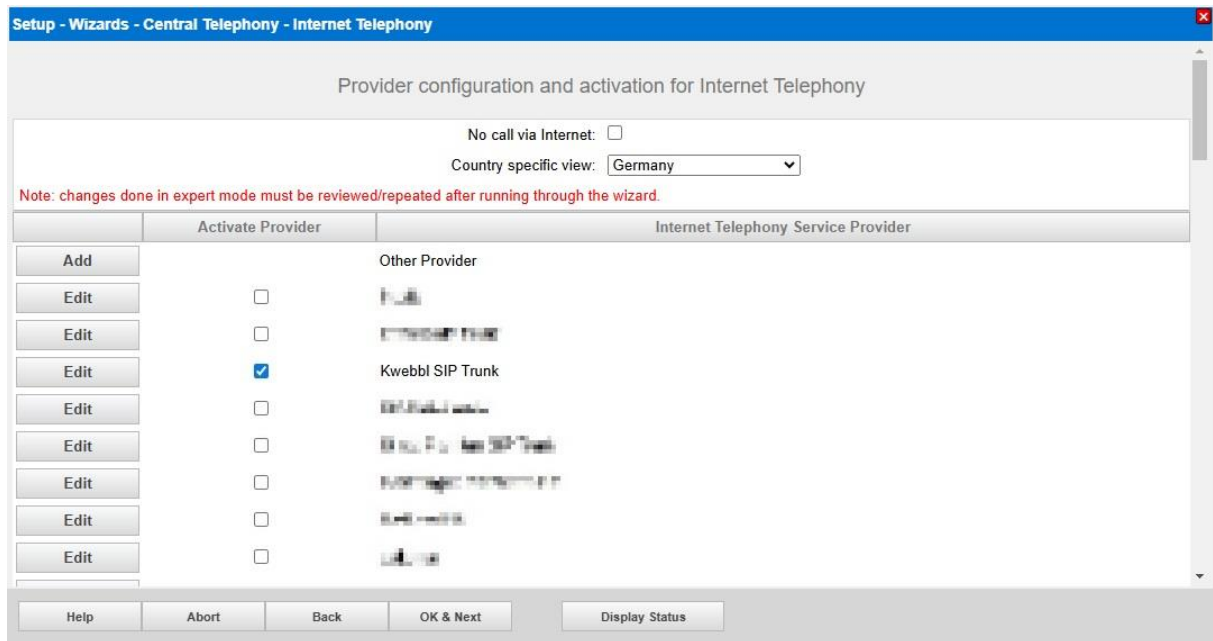 Setup - Wizards - Central Telephony - Internet Telephony
Provider configuration and activation for Internet Telephony
No call via Internet:
Country specific view: Germany
Note: changes done in expert mode must be reviewed/repeated after running through the wizard.
Activate Provider Internet Telephony Service Provider
Add Other Provider
Edit
Edit
Edit Kwebbl SIP Trunk
Edit
Edit
Edit
Edit
Edit
Help Abort Back OK & Next Display Status